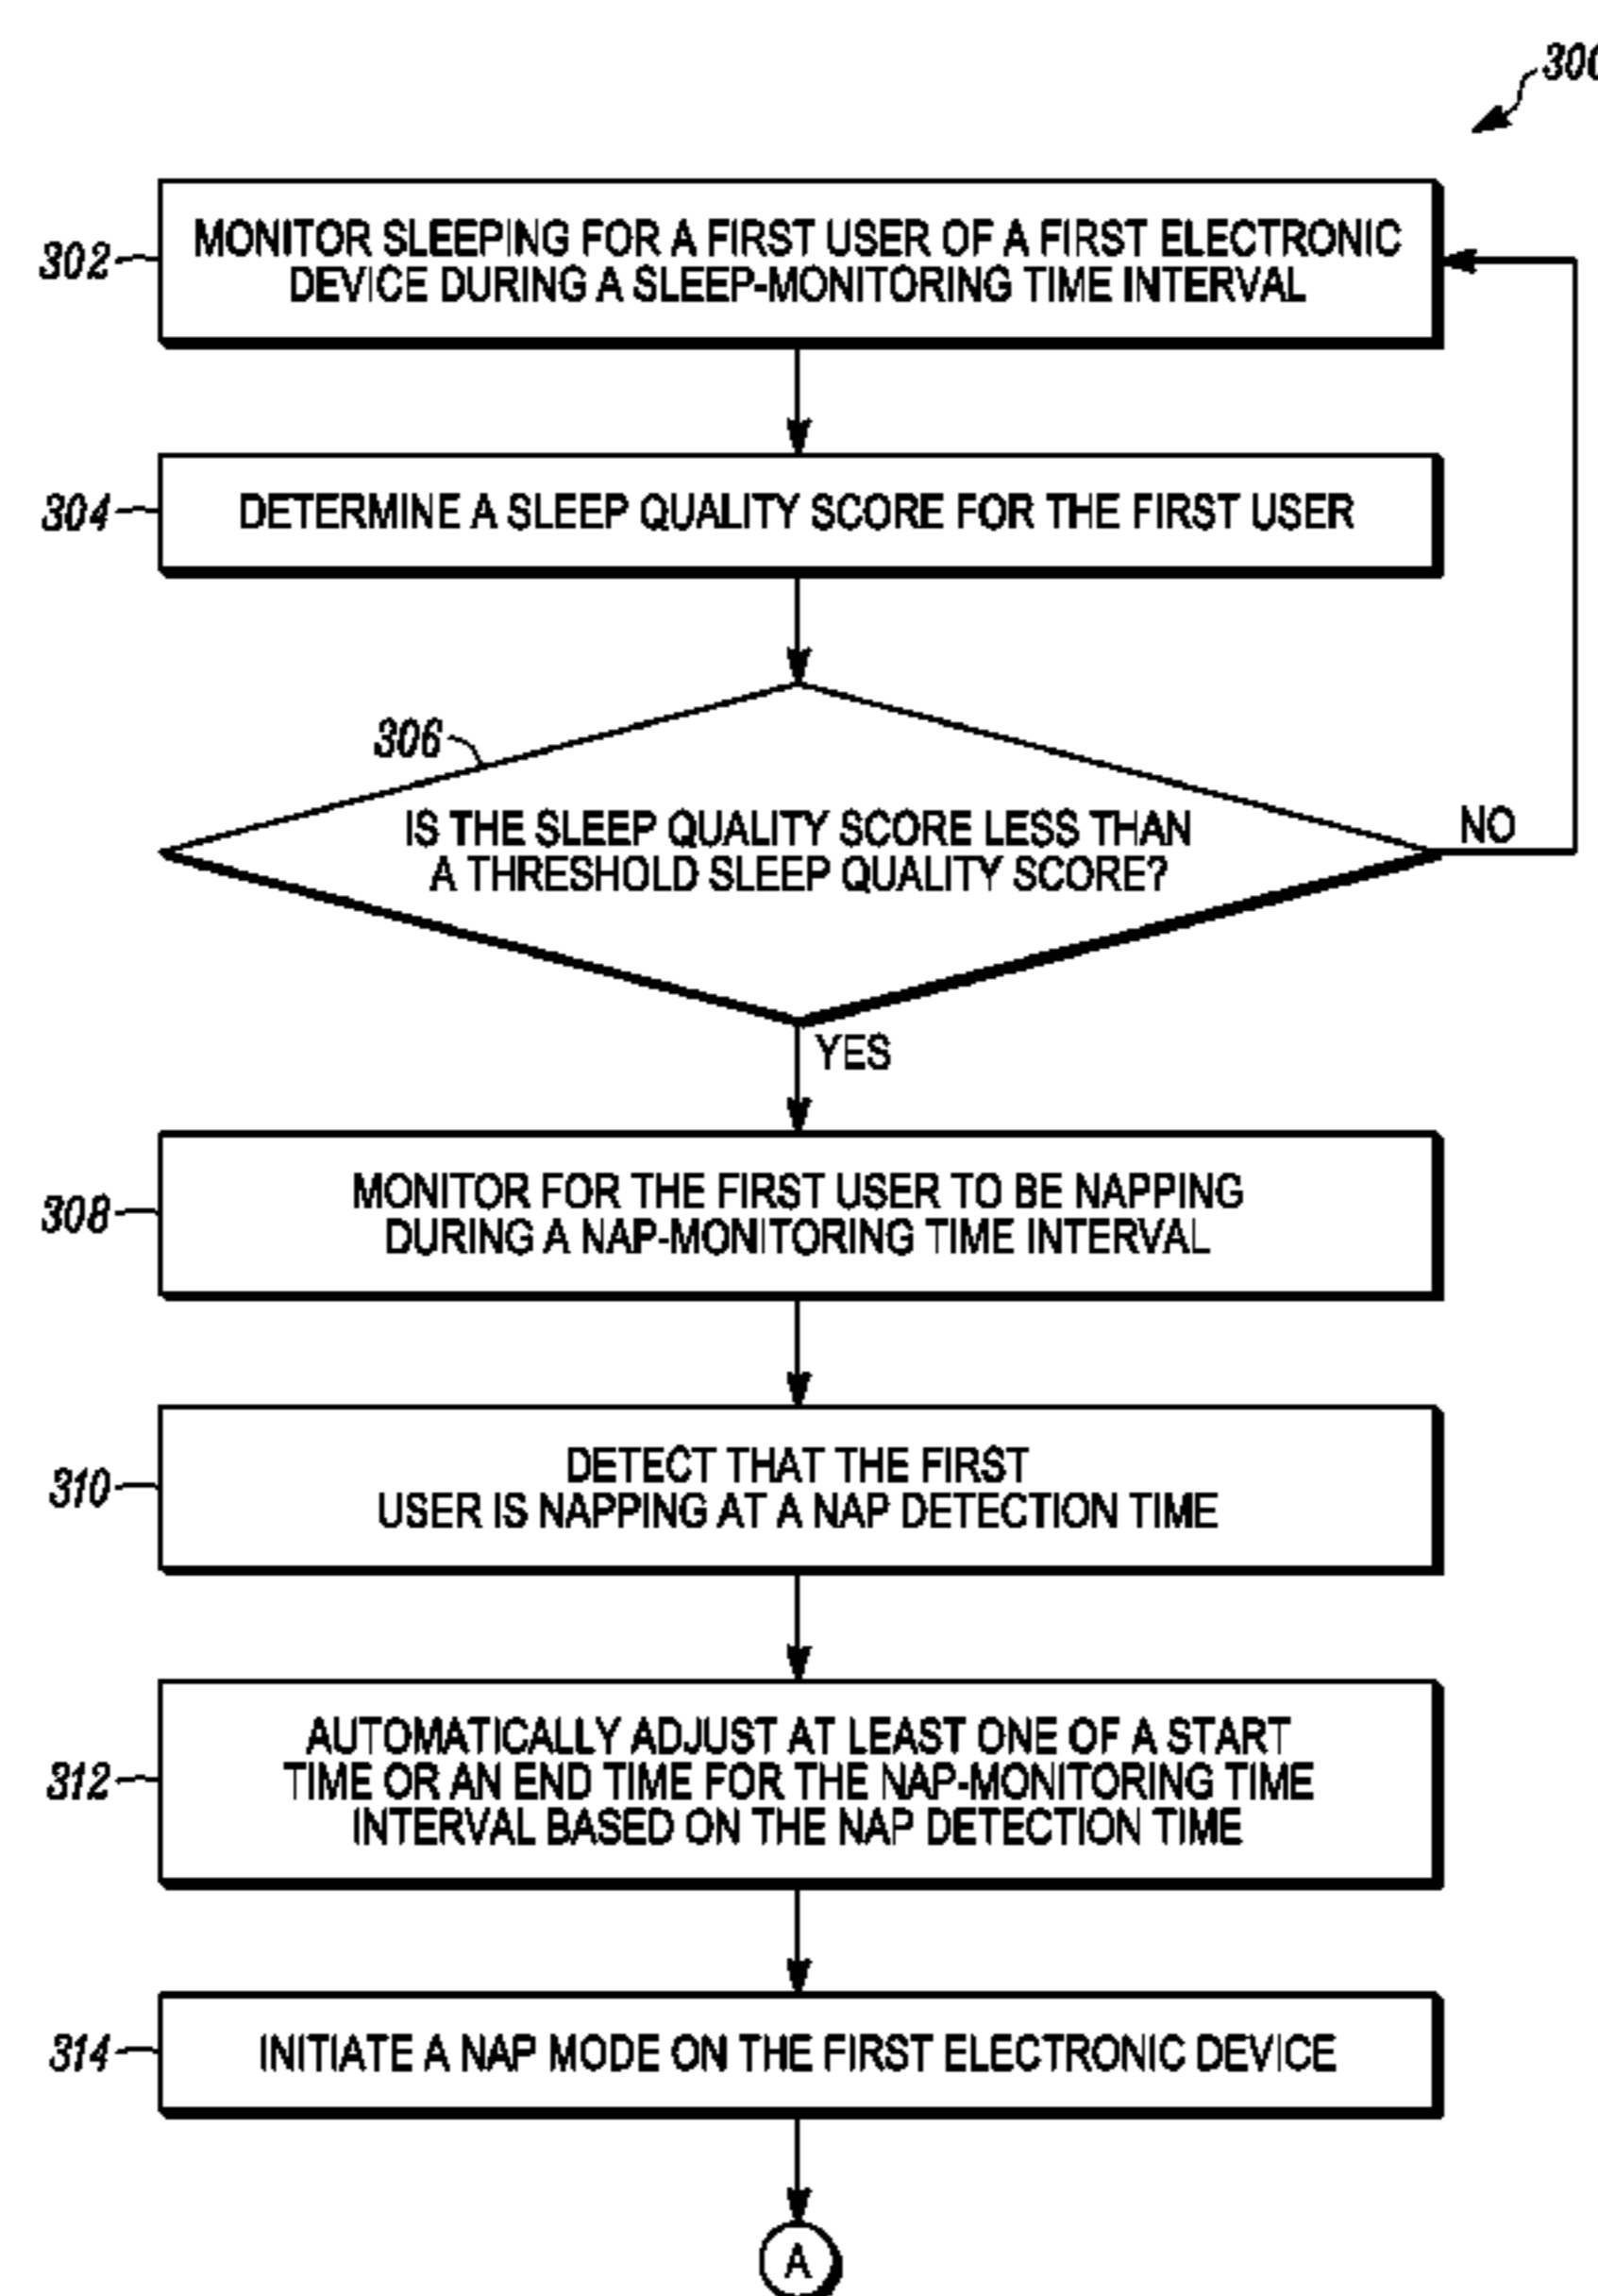 300
302
MONITOR SLEEPING FOR A FIRST USER OF A FIRST ELECTRONIC
DEVICE DURING A SLEEP-MONITORING TIME INTERVAL
304
DETERMINE A SLEEP QUALITY SCORE FOR THE FIRST USER
306
IS THE SLEEP QUALITY SCORE LESS THAN
A THRESHOLD SLEEP QUALITY SCORE?
NO
YES
308
MONITOR FOR THE FIRST USER TO BE NAPPING
DURING A NAP-MONITORING TIME INTERVAL
310
DETECT THAT THE FIRST
USER IS NAPPING AT A NAP DETECTION TIME
312
AUTOMATICALLY ADJUST AT LEAST ONE OF A START
TIME OR AN END TIME FOR THE NAP-MONITORING TIME
INTERVAL BASED ON THE NAP DETECTION TIME
314
INITIATE A NAP MODE ON THE FIRST ELECTRONIC DEVICE
A